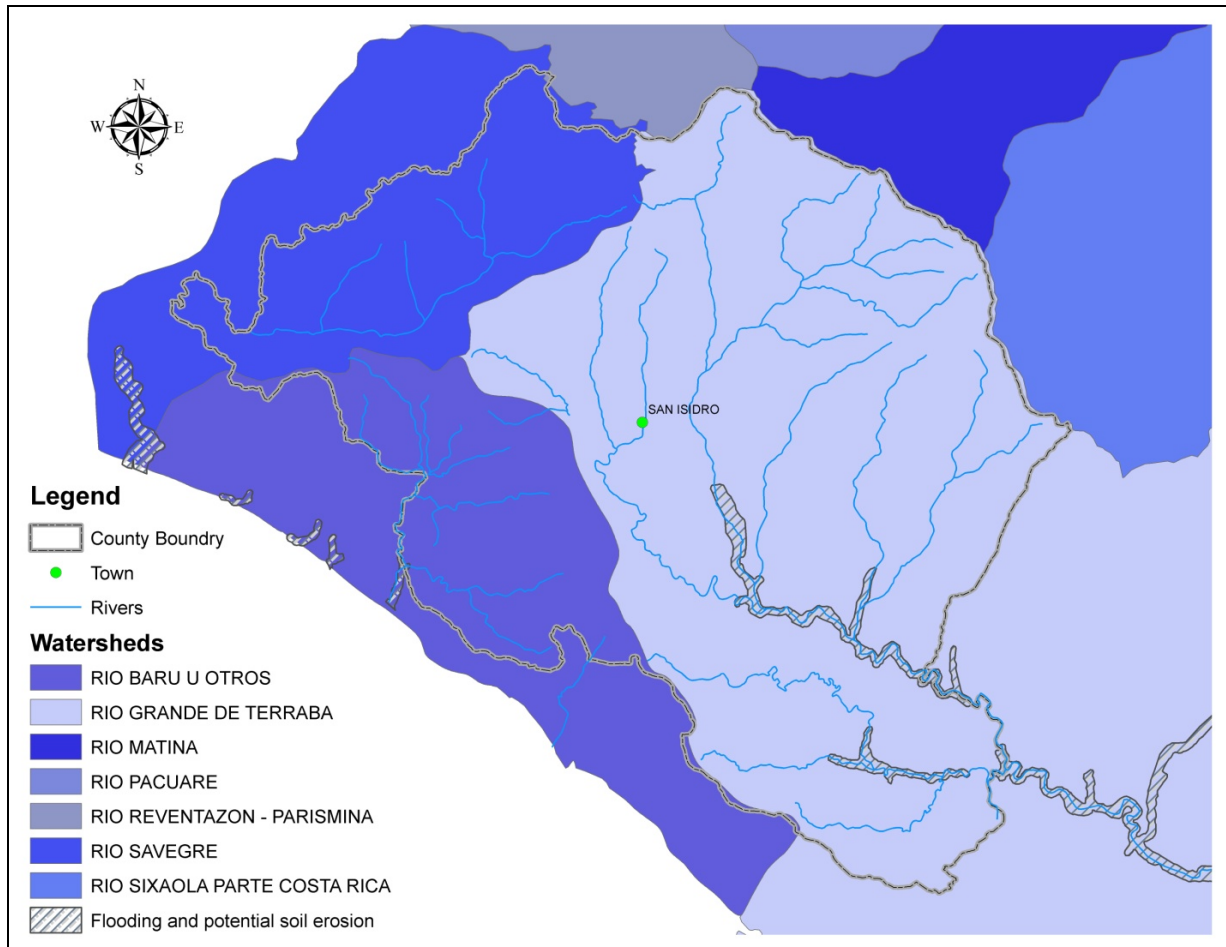 N
W E
S
SAN ISIDRO
Legend
County Boundry
Town
Rivers
Watersheds
RIO BARU U OTROS
RIO GRANDE DE TERRABA
RIO MATINA
RIO PACUARE
RIO REVENTAZON - PARISMINA
RIO SAVEGRE
RIO SIXAOLA PARTE COSTA RICA
Flooding and potential soil erosion